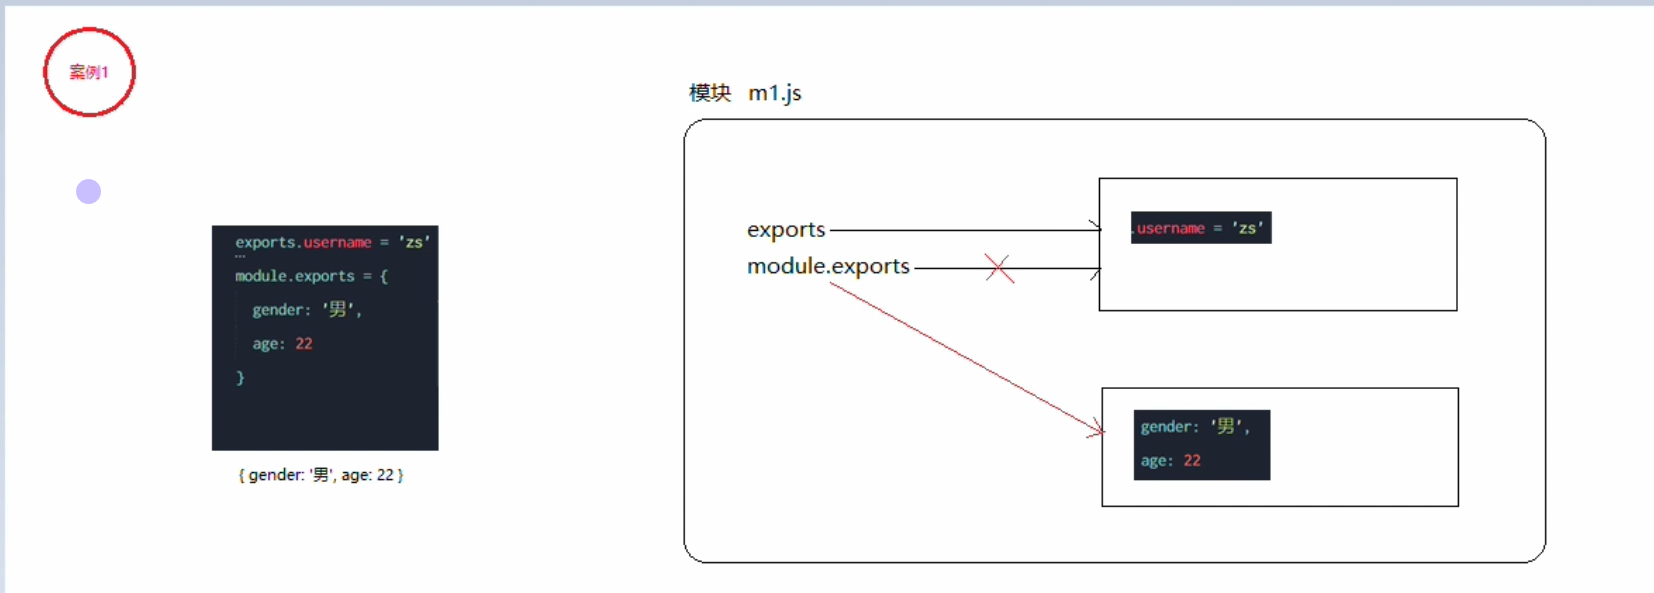 案例1
模块 m1.js
exports.username = 'zs'
module.exports = {
gender: '男',
age: 22
}
{ gender: '男', age: 22 }
exports
module.exports
.username = 'zs'
gender: '男',
age: 22